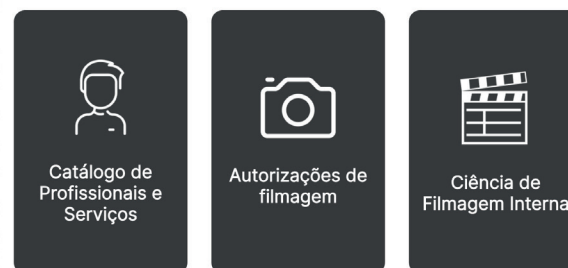 Catálogo de
Profissionais e
Serviços
Autorizações de
filmagem
Ciência de
Filmagem Interna